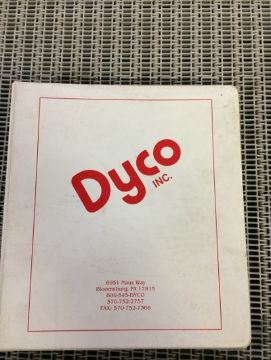 Dyco
INC.
6951 Main Way
Bloomsburg, PA 17815
800-545-DYCO
570-752-2757
FAX: 570-752-7366